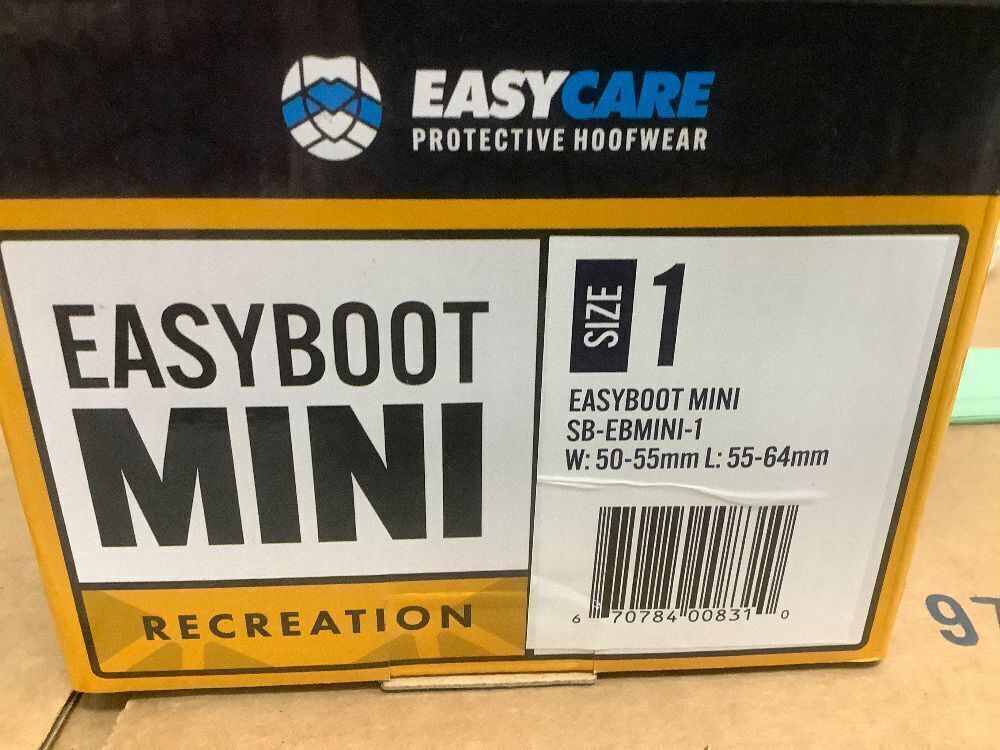 EASYCARE
PROTECTIVE HOOFWEAR
EASYBOOT
MINI
RECREATION
SIZE 1
EASYBOOT MINI
SB-EBMINI-1
W: 50-55mm L: 55-64mm
6 70784 00831 0